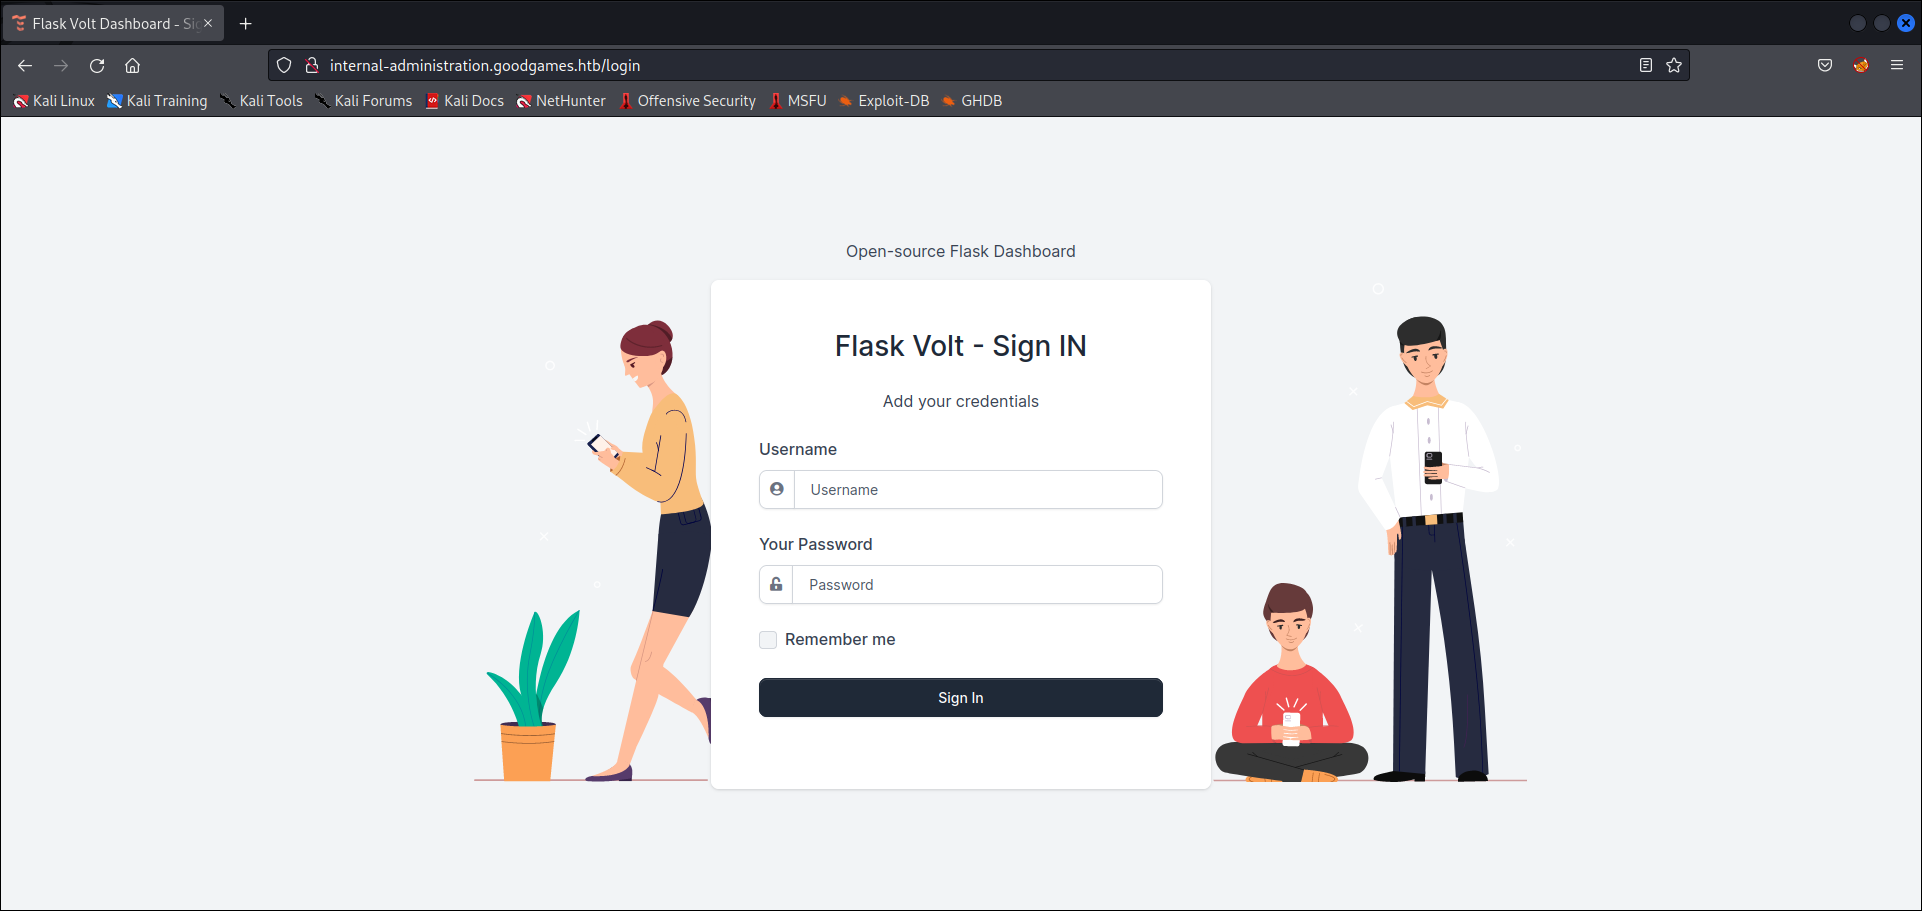 Flask Volt Dashboard - Si
internal-administration.goodgames.htb/login
Kali Linux Kali Training Kali Tools Kali Forums Kali Docs NetHunter Offensive Security MSFU Exploit-DB GHDB
Open-source Flask Dashboard
Flask Volt - Sign IN
Add your credentials
Username
Username
Your Password
Password
Remember me
Sign In